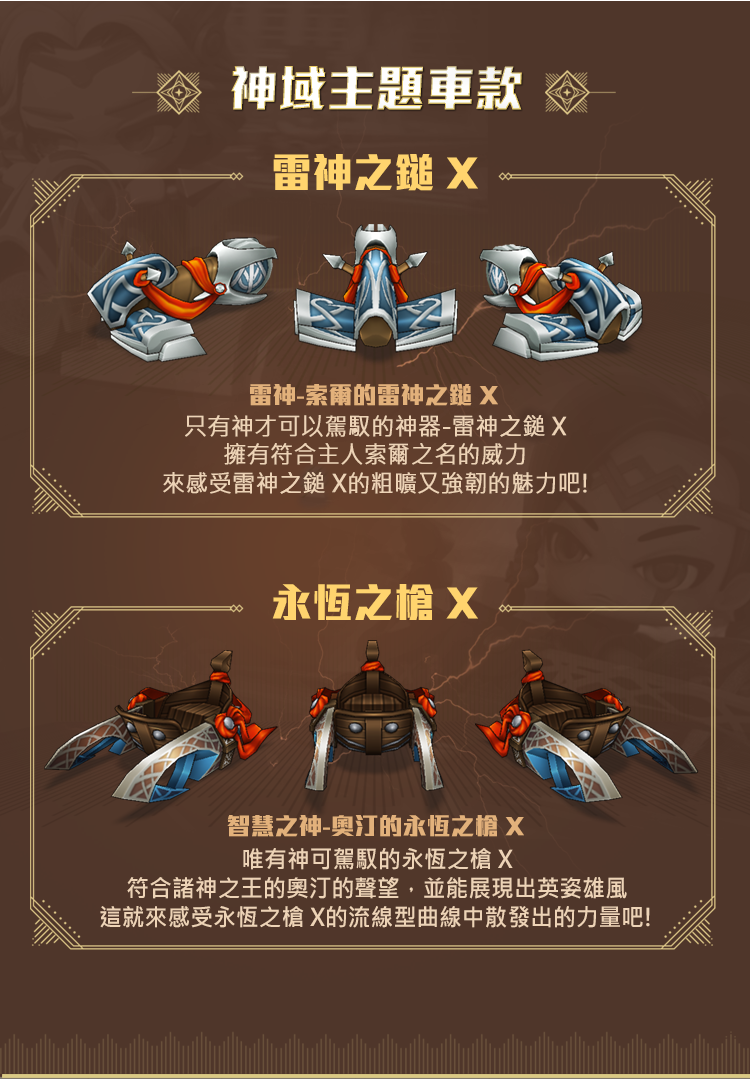 神域主題車款
雷神之鎚 X
雷神-索爾的雷神之鎚 X
只有神才可以駕馭的神器-雷神之鎚 X
擁有符合主人索爾之名的威力
來感受雷神之鎚 X的粗曠又強韌的魅力吧!
永恆之槍 X
智慧之神-奧汀的永恆之槍 X
唯有神可駕馭的永恆之槍 X
符合諸神之王的奧汀的聲望，並能展現出英姿雄風
這就來感受永恆之槍 X的流線型曲線中散發出的力量吧!